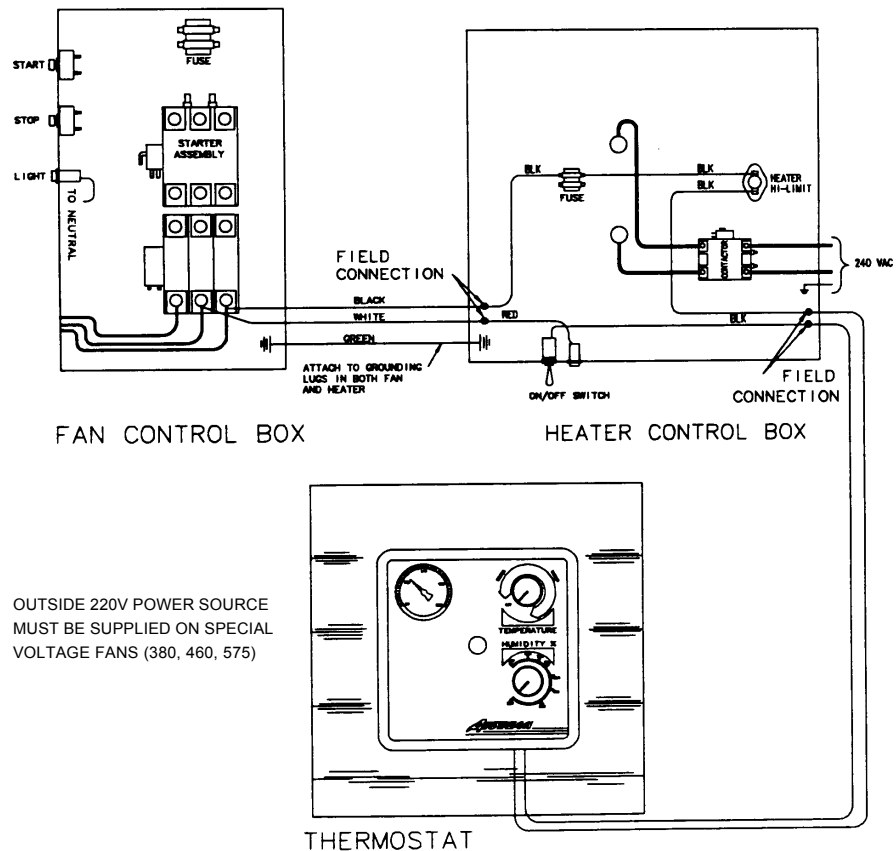 FUSE
START
STOP
LIGHT
TO NEUTRAL
STARTER
ASSEMBLY
FIELD
CONNECTION
BLACK
WHITE
GREEN
ATTACH TO GROUNDING
LUGS IN BOTH FAN
AND HEATER
FAN CONTROL BOX
BLK
FUSE
BLK
BLK
HEATER
HI-LIMIT
CONTACTOR
240 VAC
RED
BLK
ON/OFF SWITCH
FIELD
CONNECTION
HEATER CONTROL BOX
OUTSIDE 220V POWER SOURCE
MUST BE SUPPLIED ON SPECIAL
VOLTAGE FANS (380, 460, 575)
TEMPERATURE
HUMIDITY %
THERMOSTAT